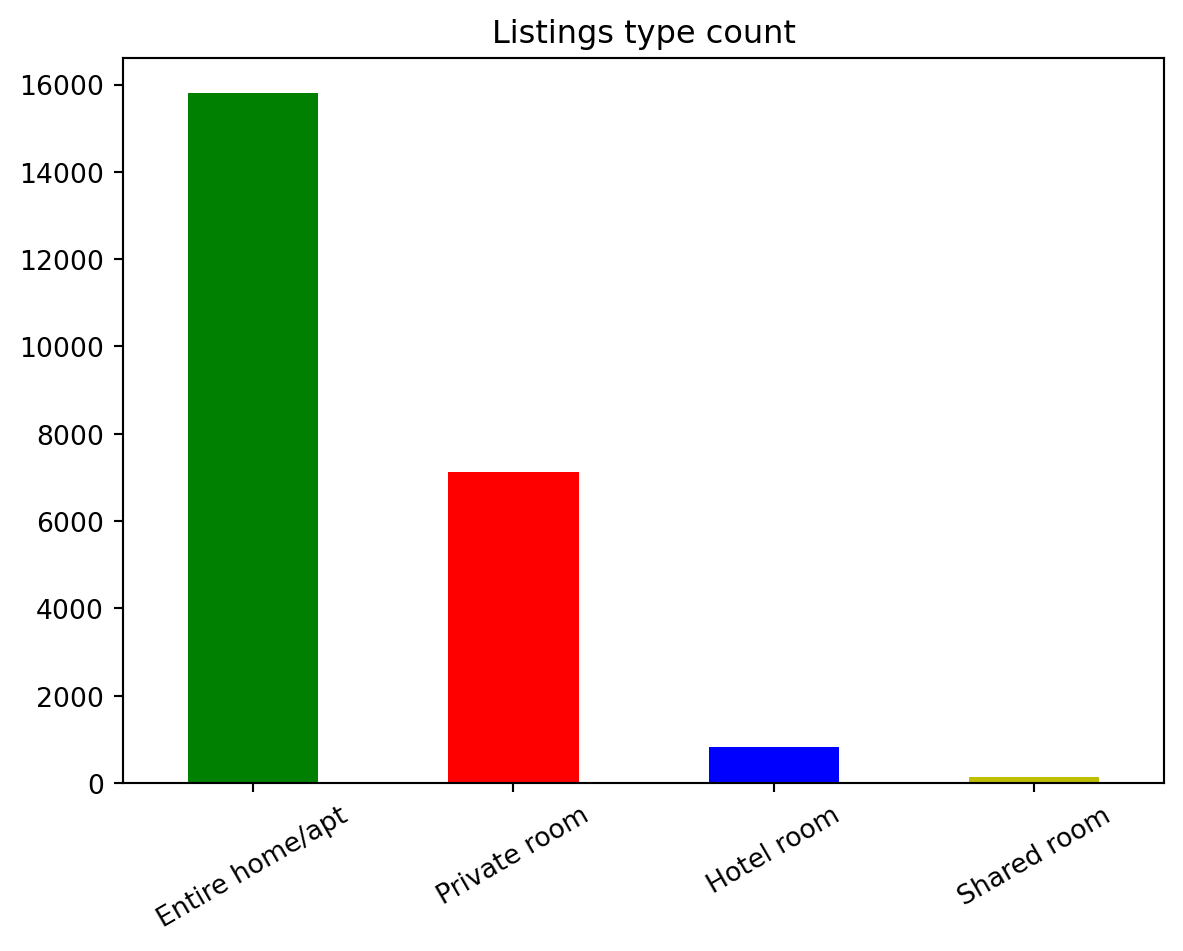 Listings type count
16000
14000
12000
10000
8000
6000
4000
2000
0
Entire home/apt
Private room
Hotel room
Shared room